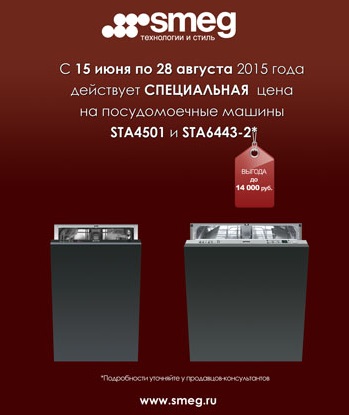 smeg
технологии и стиль
С 15 июня по 28 августа 2015 года
действует СПЕЦИАЛЬНАЯ цена
на посудомоечные машины
STA4501 и STA6443-2*
ВЫГОДА
до
14 000 руб.
*Подробности уточняйте у продавцов-консультантов
www.smeg.ru